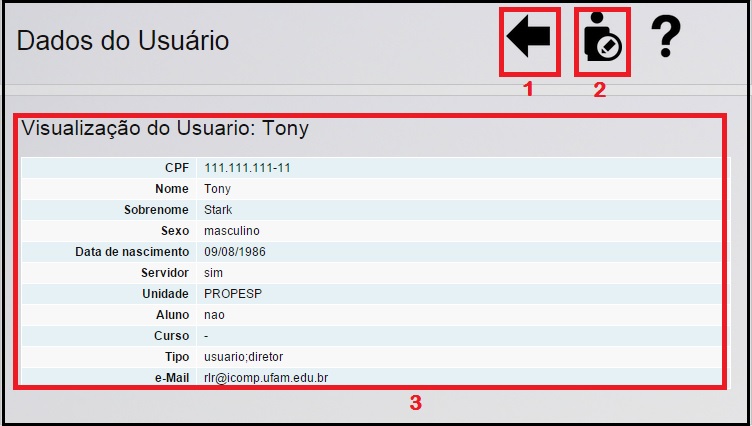 Dados do Usuário
?
1
2
Visualização do Usuario: Tony
CPF 111.111.111-11
Nome Tony
Sobrenome Stark
Sexo masculino
Data de nascimento 09/08/1986
Servidor sim
Unidade PROPESP
Aluno nao
Curso -
Tipo usuario;diretor
e-Mail rlr@icomp.ufam.edu.br
3